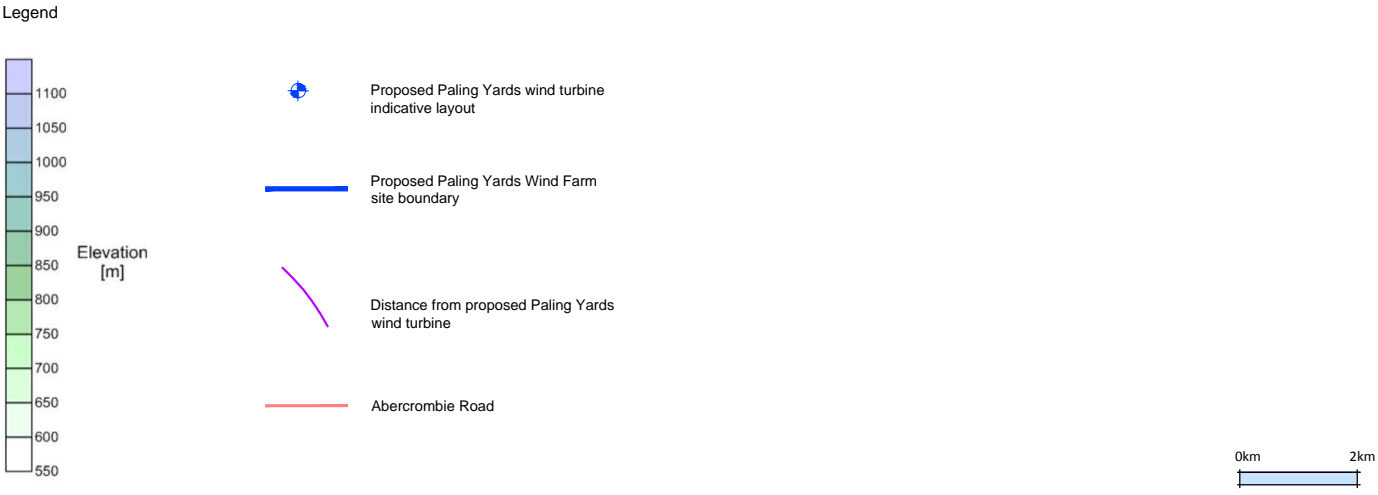 Legend
1100
1050
1000
950
900
850
800
750
700
650
600
550
Elevation
[m]
Proposed Paling Yards wind turbine
indicative layout
Proposed Paling Yards Wind Farm
site boundary
Distance from proposed Paling Yards
wind turbine
Abercrombie Road
0km
2km